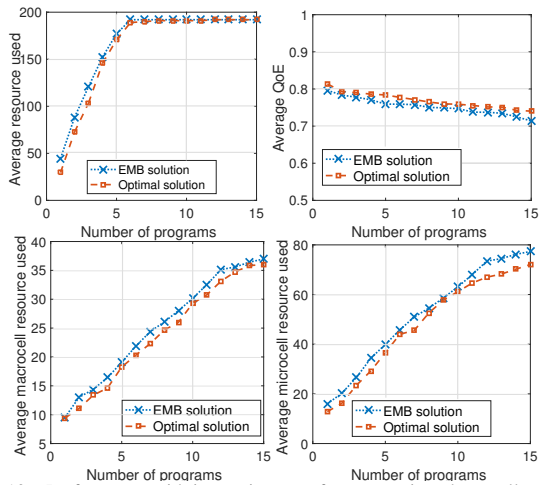 Average resource used
200
150
100
50
0
EMB solution
Optimal solution
0 5 10 15
Number of programs
Average QoE
1
0.9
0.8
0.7
0.6
0.5
EMB solution
Optimal solution
0 5 10 15
Number of programs
Average macrocell resource used
40
35
30
25
20
15
10
5
EMB solution
Optimal solution
0 5 10 15
Number of programs
Average microcell resource used
80
60
40
20
0
EMB solution
Optimal solution
0 5 10 15
Number of programs